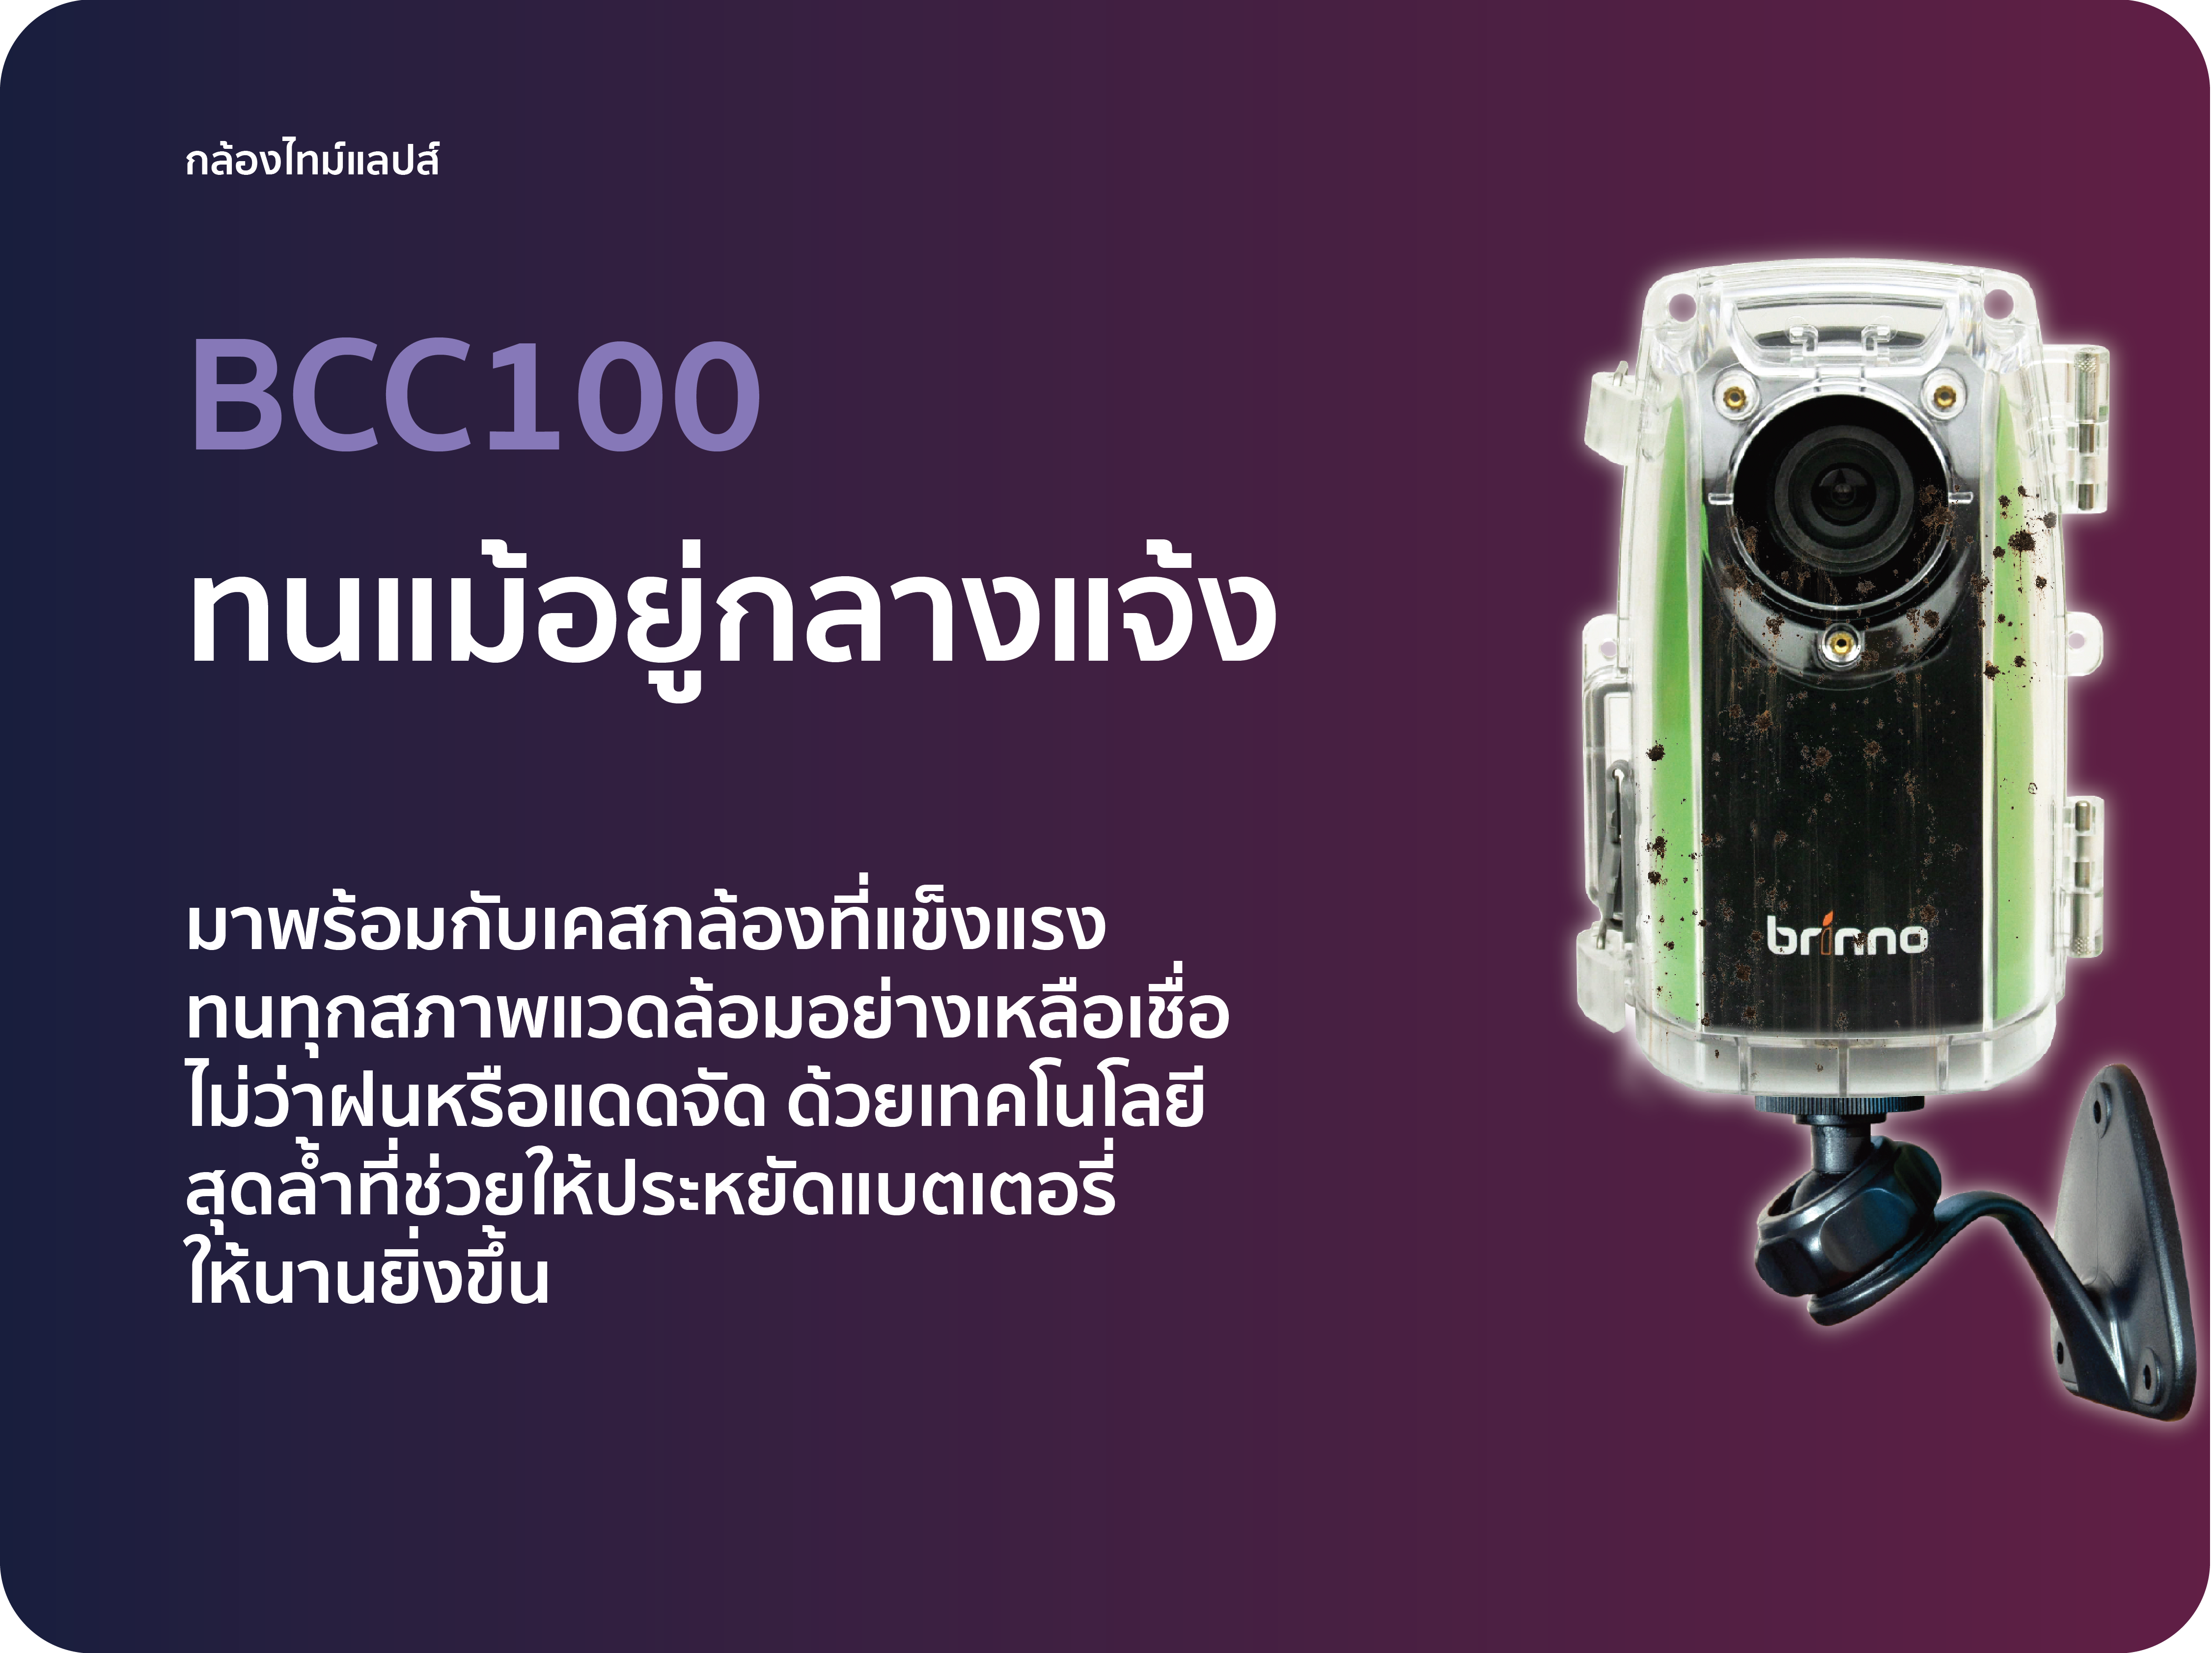 กล้องไทม์แลปส์
BCC100
ทนแม้อยู่กลางแจ้ง
มาพร้อมกับเคสกล้องที่แข็งแรง
ทนทุกสภาพแวดล้อมอย่างเหลือเชื่อ
ไม่ว่าฝนหรือแดดจัด ด้วยเทคโนโลยี
สุดล้ำที่ช่วยให้ประหยัดแบตเตอรี่
ให้นานยิ่งขึ้น
brinno